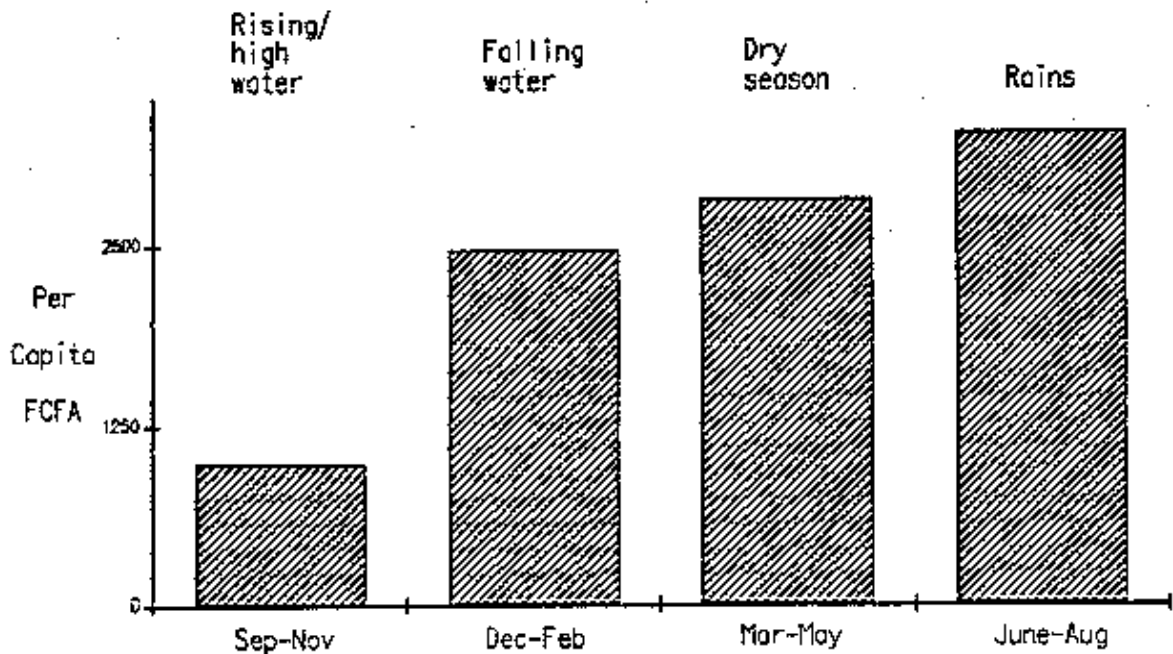 Rising/
high
water
Falling
water
Dry
season
Rains
2500
Per
Capita
FCFA
1250
0
Sep-Nov
Dec-Feb
Mar-May
June-Aug